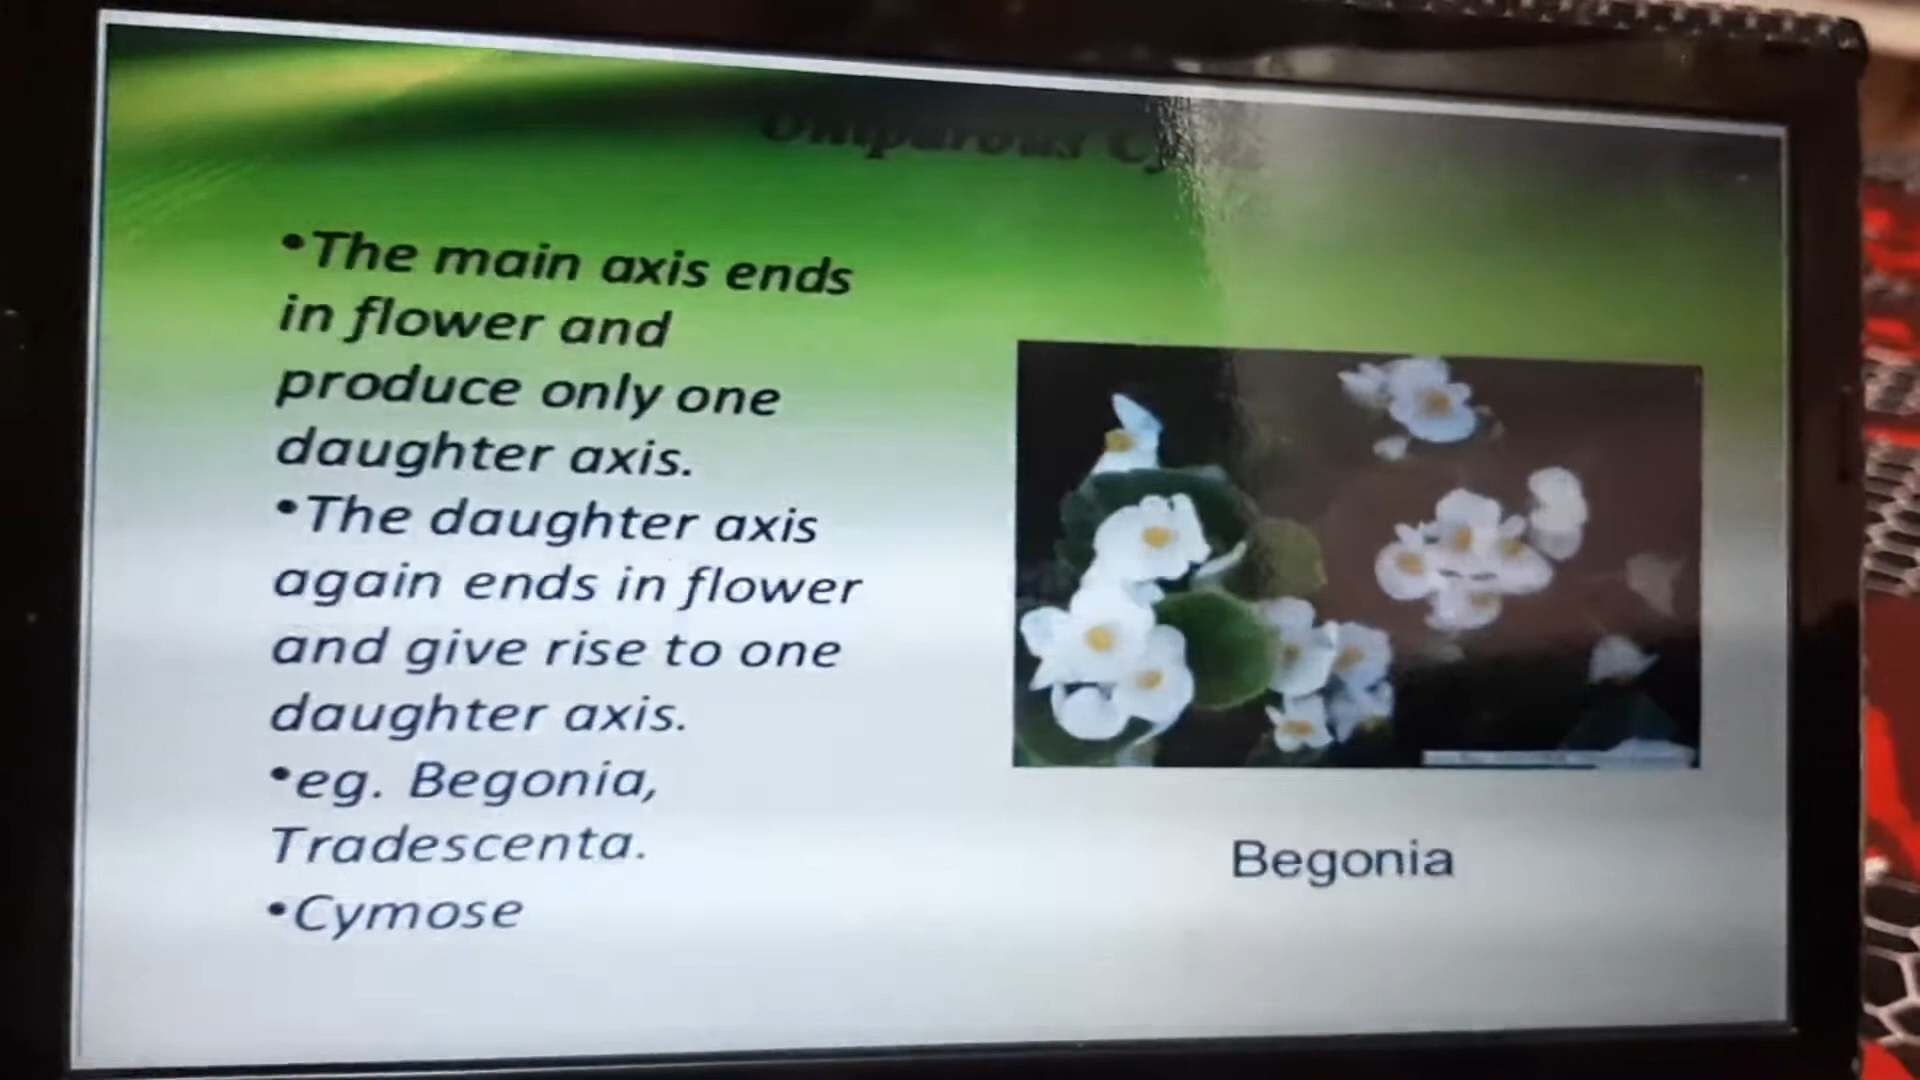 Uniparous
•The main axis ends
in flower and
produce only one
daughter axis.
•The daughter axis
again ends in flower
and give rise to one
daughter axis.
•eg. Begonia,
Tradescenta.
•Cymose
Begonia